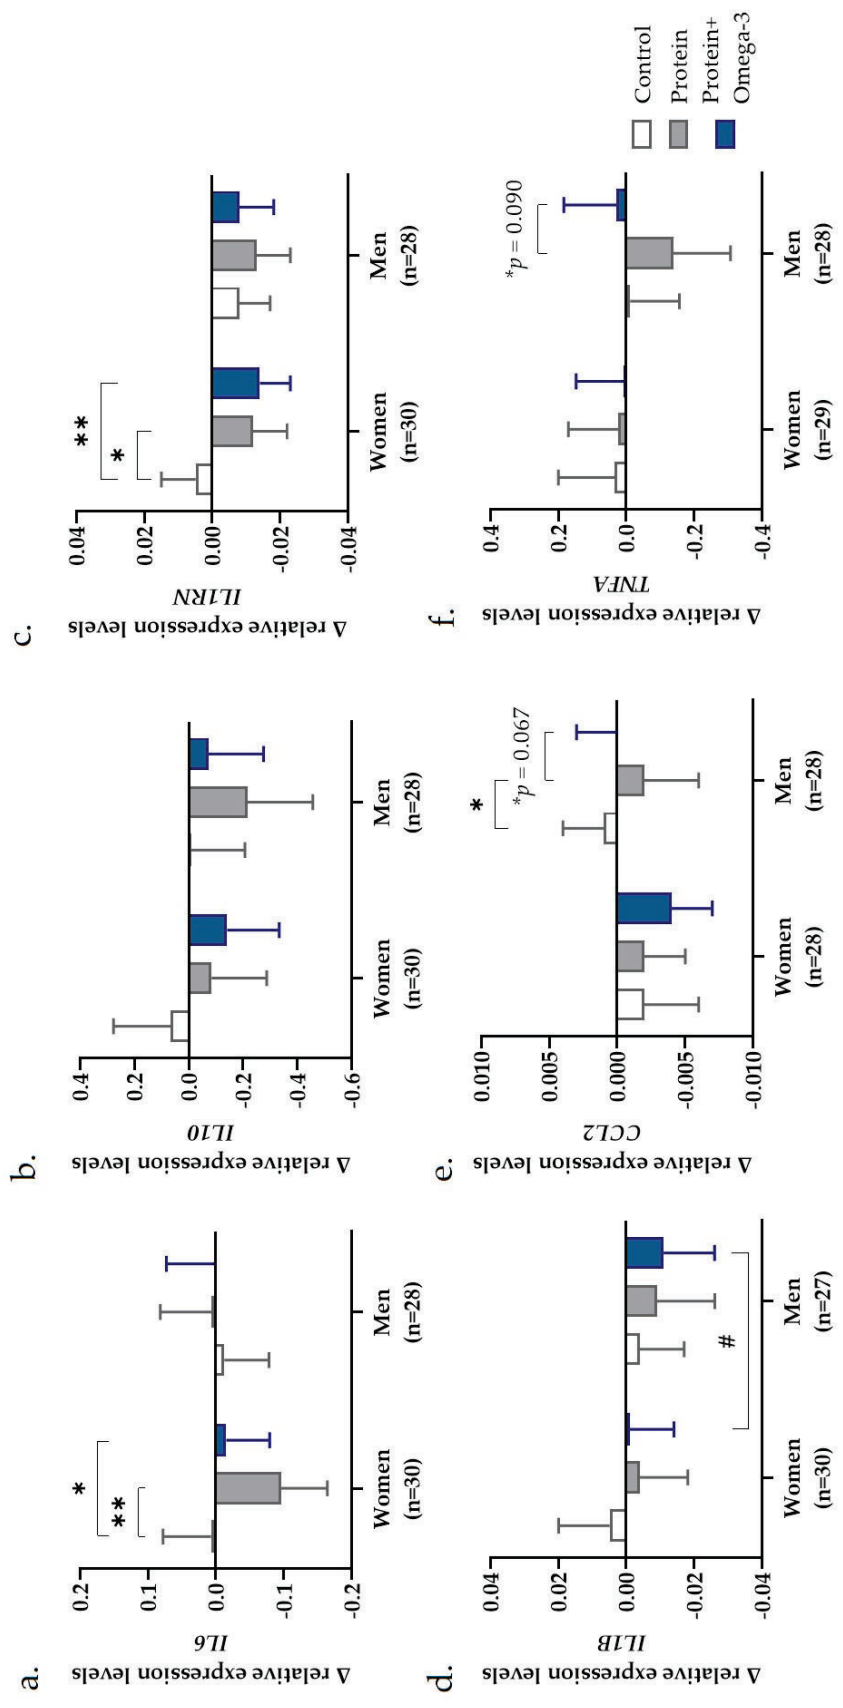 a.
Δ relative expression levels
IL6
0.2
0.1
0.0
-0.1
-0.2
*
**
Women
(n=30)
Men
(n=28)
b.
Δ relative expression levels
IL10
0.4
0.2
0.0
-0.2
-0.4
-0.6
Women
(n=30)
Men
(n=28)
c.
Δ relative expression levels
IL1RN
0.04
0.02
0.00
-0.02
-0.04
**
*
Women
(n=30)
Men
(n=28)
d.
Δ relative expression levels
IL1B
0.04
0.02
0.00
-0.02
-0.04
#
Women
(n=30)
Men
(n=27)
e.
Δ relative expression levels
CCL2
0.010
0.005
0.000
-0.005
-0.010
*
*p = 0.067
Women
(n=28)
Men
(n=28)
f.
Δ relative expression levels
TNFA
0.4
0.2
0.0
-0.2
-0.4
*p = 0.090
Women
(n=29)
Men
(n=28)
Control
Protein
Protein+
Omega-3